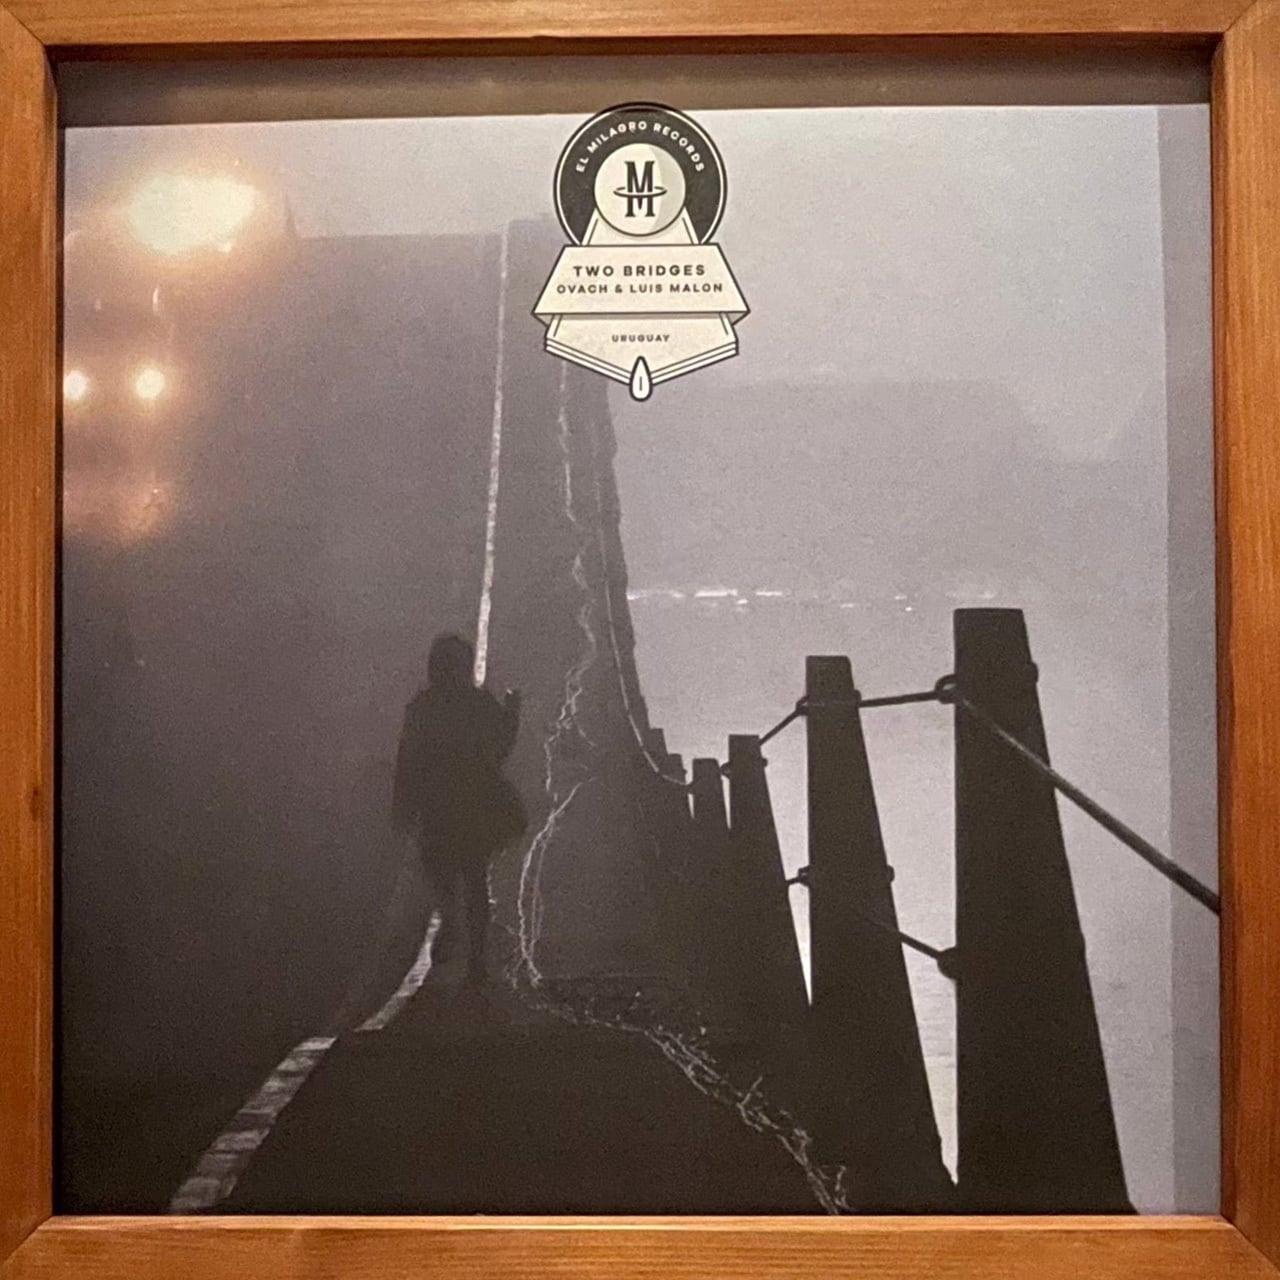 EL MILAGRO RECORDS
M
TWO BRIDGES
OVACH & LUIS MALON
URUGUAY